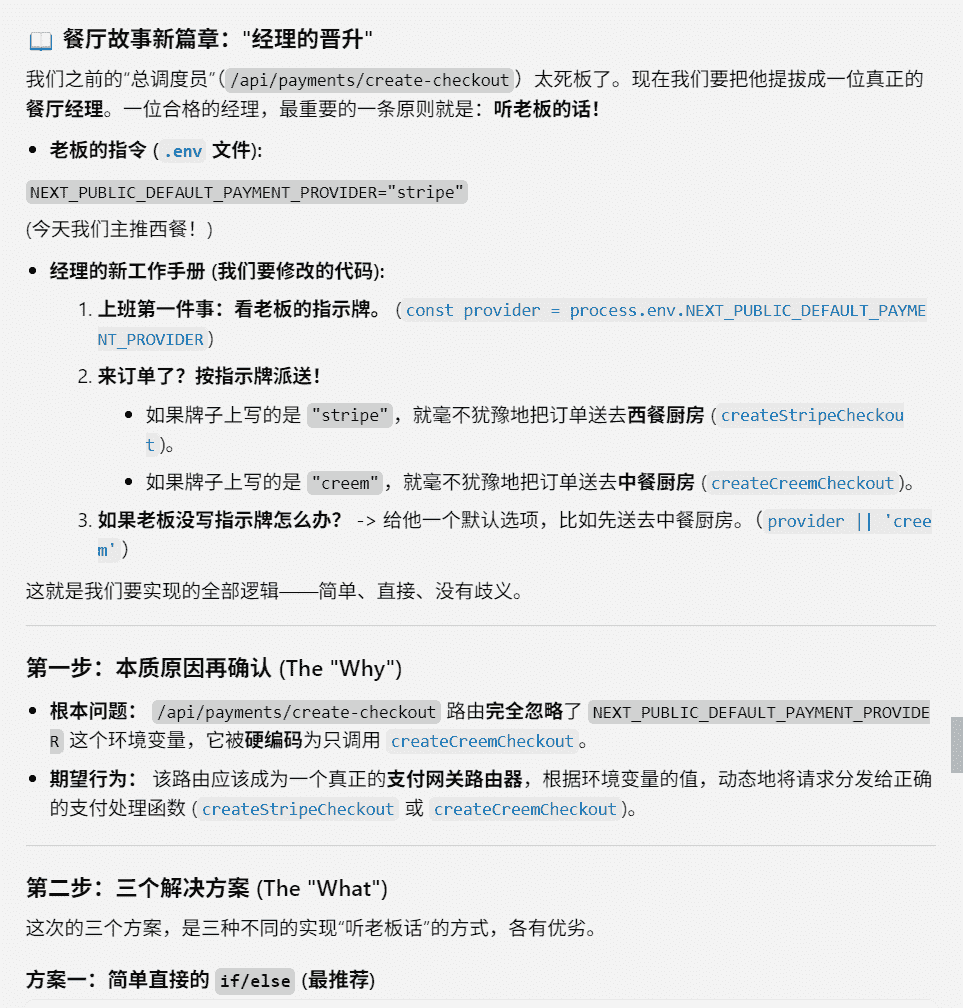 📖 餐厅故事新篇章："经理的晋升"
我们之前的“总调度员”（/api/payments/create-checkout）太死板了。现在我们要把他提拔成一位真正的
餐厅经理。一位合格的经理，最重要的一条原则就是：听老板的话！
• 老板的指令 ( .env 文件):
NEXT_PUBLIC_DEFAULT_PAYMENT_PROVIDER="stripe"
(今天我们主推西餐！)
• 经理的新工作手册 (我们要修改的代码):
1. 上班第一件事：看老板的指示牌。 (const provider = process.env.NEXT_PUBLIC_DEFAULT_PAYME
NT_PROVIDER)
2. 来订单了？按指示牌派送！
• 如果牌子上写的是 "stripe"，就毫不犹豫地把订单送去西餐厨房 (createStripeCheckou
t)。
• 如果牌子上写的是 "creem"，就毫不犹豫地把订单送去中餐厨房 (createCreemCheckout)。
3. 如果老板没写指示牌怎么办？ -> 给他一个默认选项，比如先送去中餐厨房。（provider || 'cree
m'）
这就是我们要实现的全部逻辑——简单、直接、没有歧义。
第一步：本质原因再确认 (The "Why")
• 根本问题： /api/payments/create-checkout 路由完全忽略了 NEXT_PUBLIC_DEFAULT_PAYMENT_PROVIDE
R 这个环境变量，它被硬编码为只调用 createCreemCheckout。
• 期望行为： 该路由应该成为一个真正的支付网关路由器，根据环境变量的值，动态地将请求分发给正确
的支付处理函数 (createStripeCheckout 或 createCreemCheckout)。
第二步：三个解决方案 (The "What")
这次的三个方案，是三种不同的实现“听老板话”的方式，各有优劣。
方案一：简单直接的 if/else (最推荐)